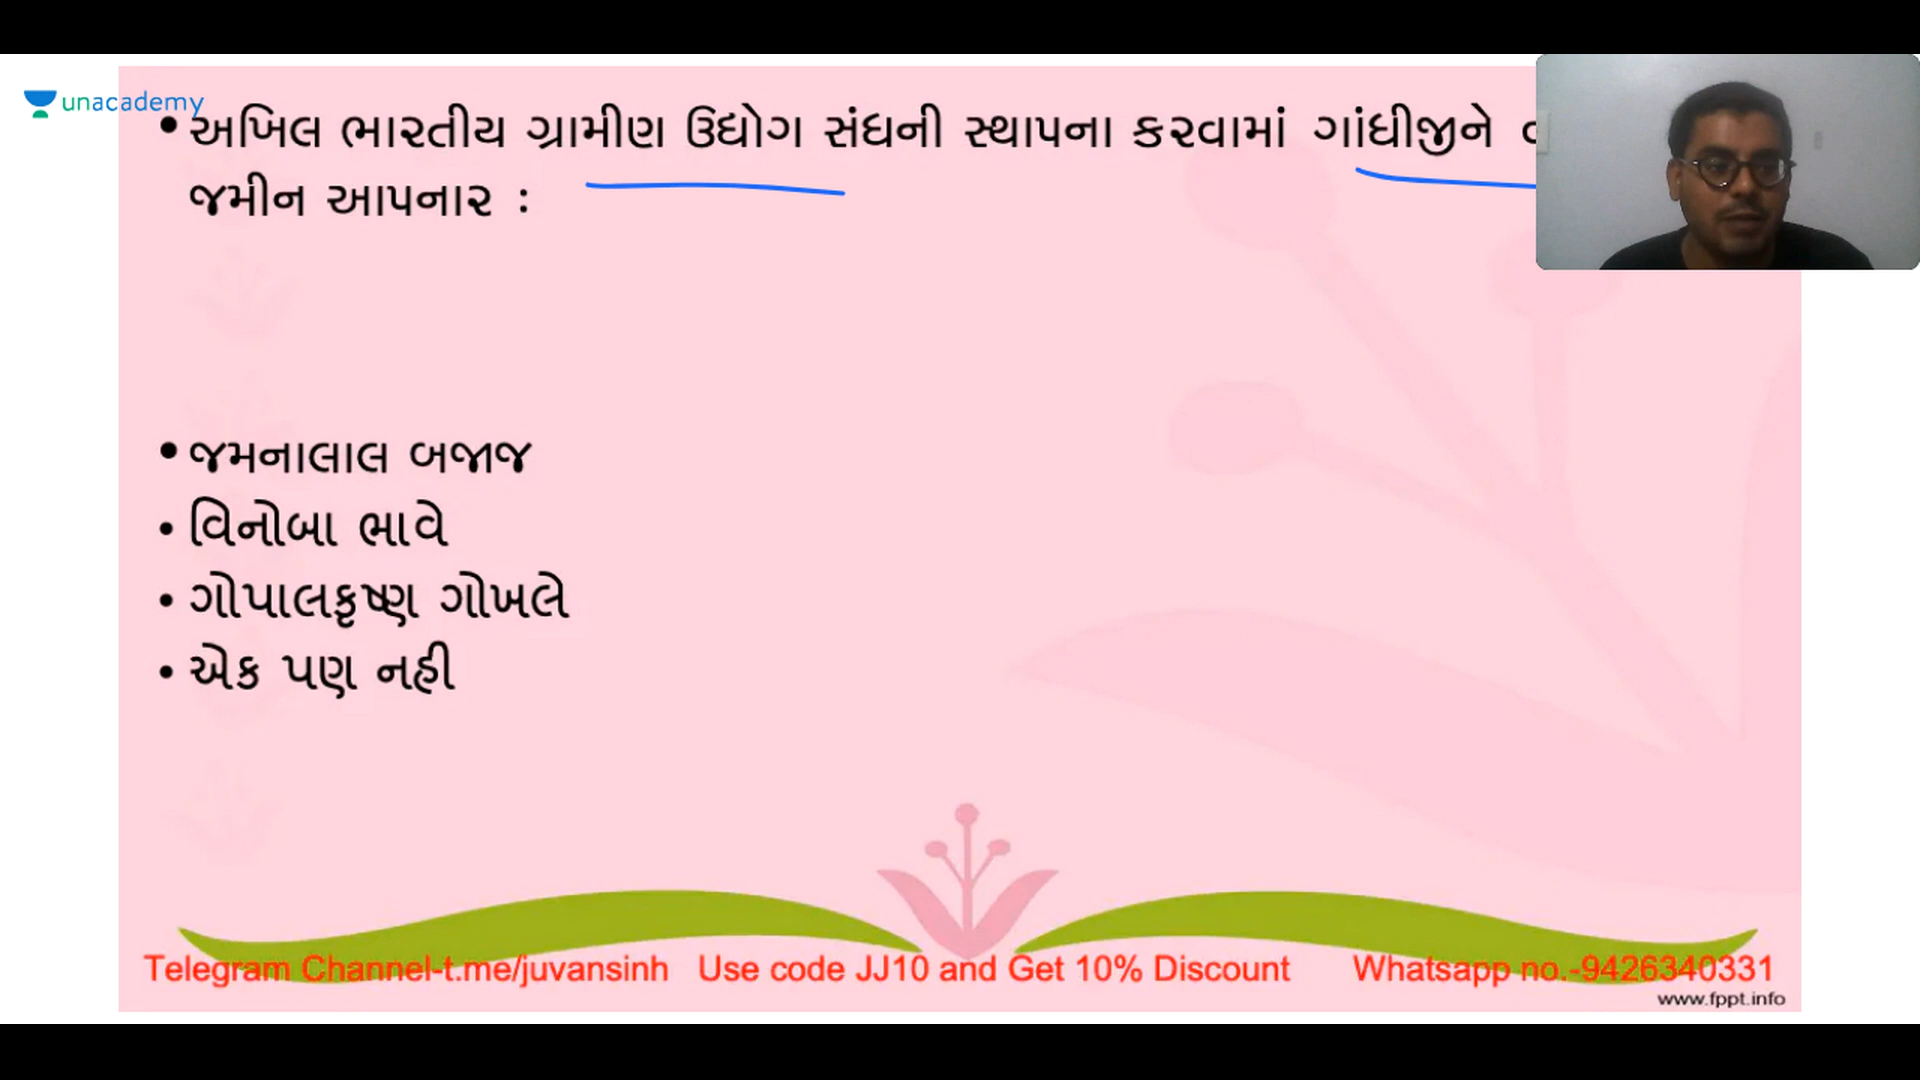 unacademy
• અખિલ ભારતીય ગ્રામીણ ઉદ્યોગ સંઘની સ્થાપના કરવામાં ગાંધીજીને
જમીન આપનાર :
• જમનાલાલ બજાજ
• વિનોબા ભાવે
• ગોપાલકૃષ્ણ ગોખલે
• એક પણ નહી
Telegram Channel-t.me/juvansinh Use code JJ10 and Get 10% Discount Whatsapp no.-9426340331
www.fppt.info